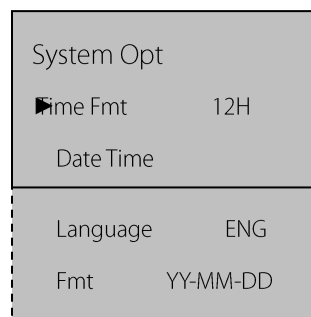 System Opt
Time Fmt 12H
Date Time
Language ENG
Fmt YY-MM-DD